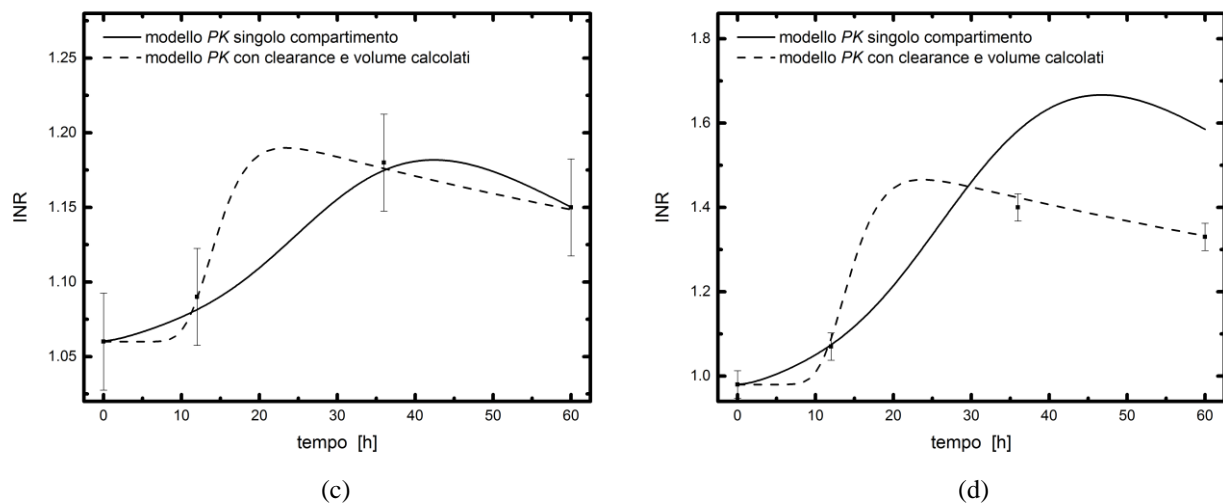 modello PK singolo compartimento
modello PK con clearance e volume calcolati
1.25
1.20
1.15
1.10
1.05
INR
0 10 20 30 40 50 60
tempo [h]
(c)
modello PK singolo compartimento
modello PK con clearance e volume calcolati
1.8
1.6
1.4
1.2
1.0
INR
0 10 20 30 40 50 60
tempo [h]
(d)